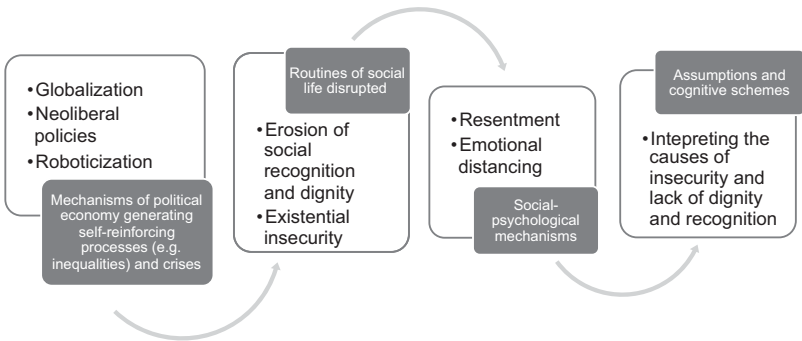 •Globalization
•Neoliberal
policies
•Roboticization
Mechanisms of political
economy generating
self-reinforcing
processes (e.g.
inequalities) and crises
Routines of social
life disrupted
•Erosion of
social
recognition
and dignity
•Existential
insecurity
•Resentment
•Emotional
distancing
Social-
psychological
mechanisms
Assumptions and
cognitive schemes
•Intepreting the
causes of
insecurity and
lack of dignity
and recognition